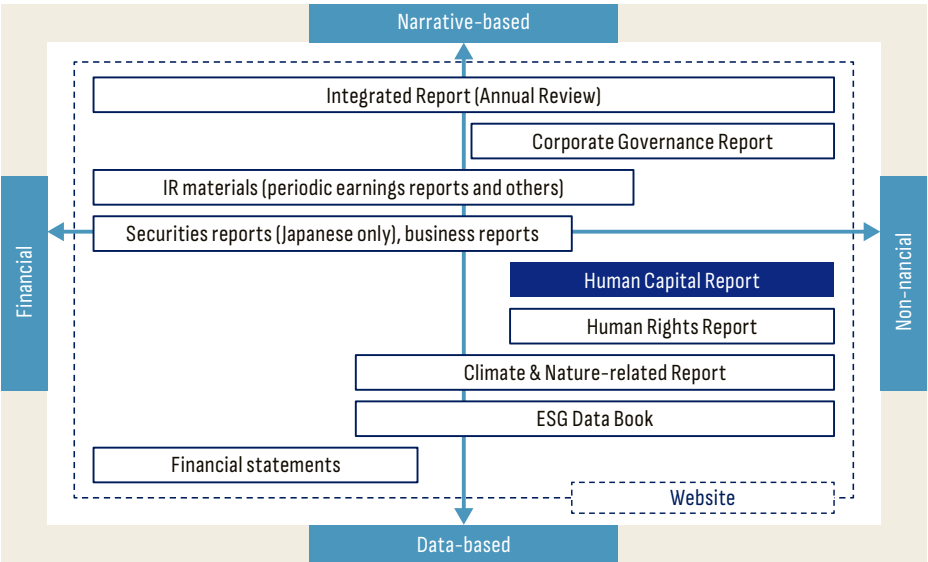 Narrative-based
Integrated Report (Annual Review)
Corporate Governance Report
IR materials (periodic earnings reports and others)
Securities reports (Japanese only), business reports
Financial
Non-nancial
Human Capital Report
Human Rights Report
Climate & Nature-related Report
ESG Data Book
Financial statements
Website
Data-based